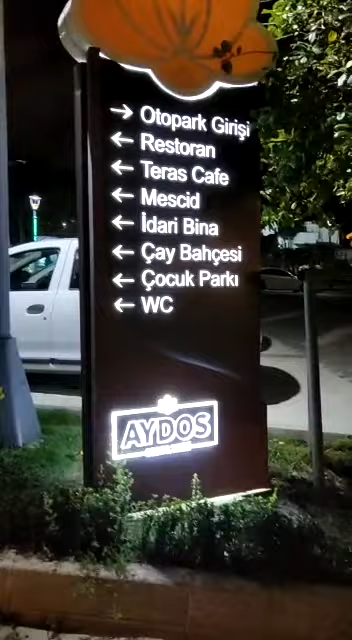 → Otopark Girişi
← Restoran
← Teras Cafe
← Mescid
← İdari Bina
← Çay Bahçesi
← Çocuk Parkı
← WC
AYDOS